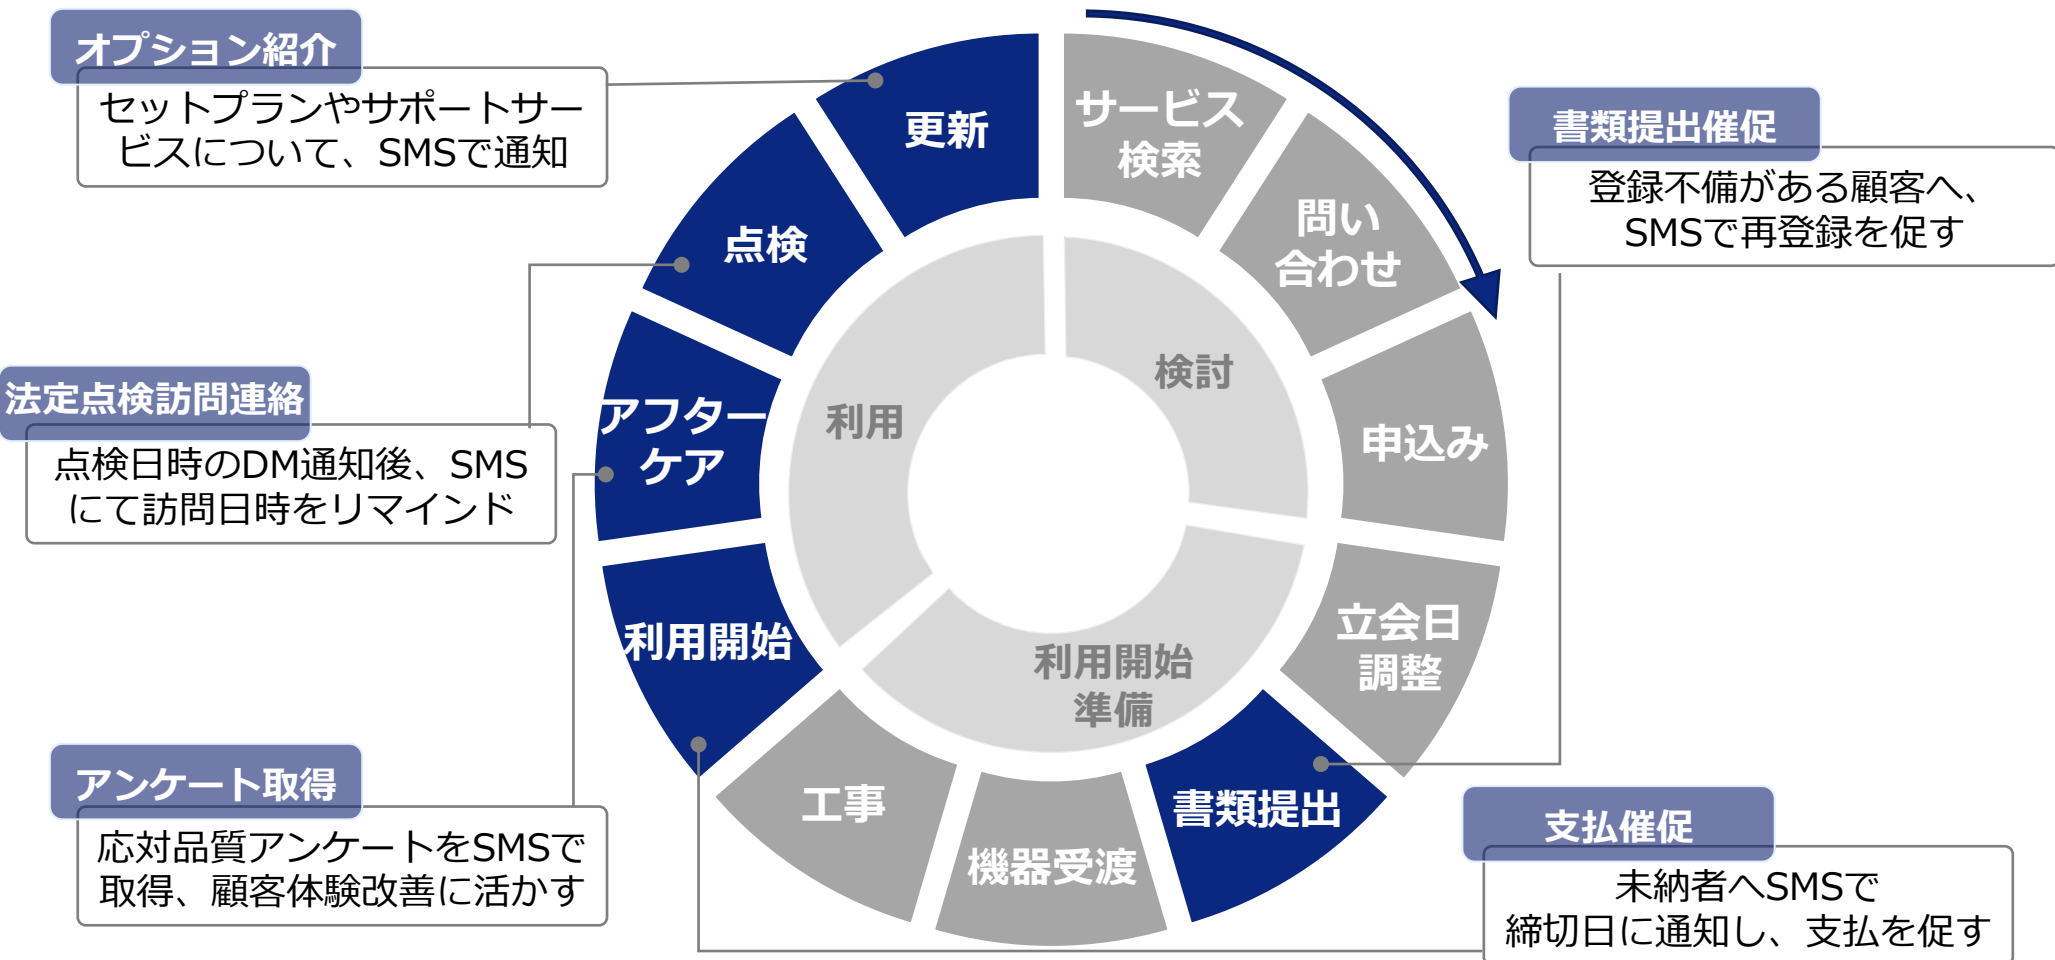 オプション紹介
セットプランやサポートサー
ビスについて、SMSで通知
法定点検訪問連絡
点検日時のDM通知後、SMS
にて訪問日時をリマインド
アンケート取得
応対品質アンケートをSMSで
取得、顧客体験改善に活かす
サービス
検索
問い
合わせ
申込み
立会日
調整
書類提出
機器受渡
工事
利用開始
アフター
ケア
点検
更新
検討
利用開始
準備
利用
書類提出催促
登録不備がある顧客へ、
SMSで再登録を促す
支払催促
未納者へSMSで
締切日に通知し、支払を促す